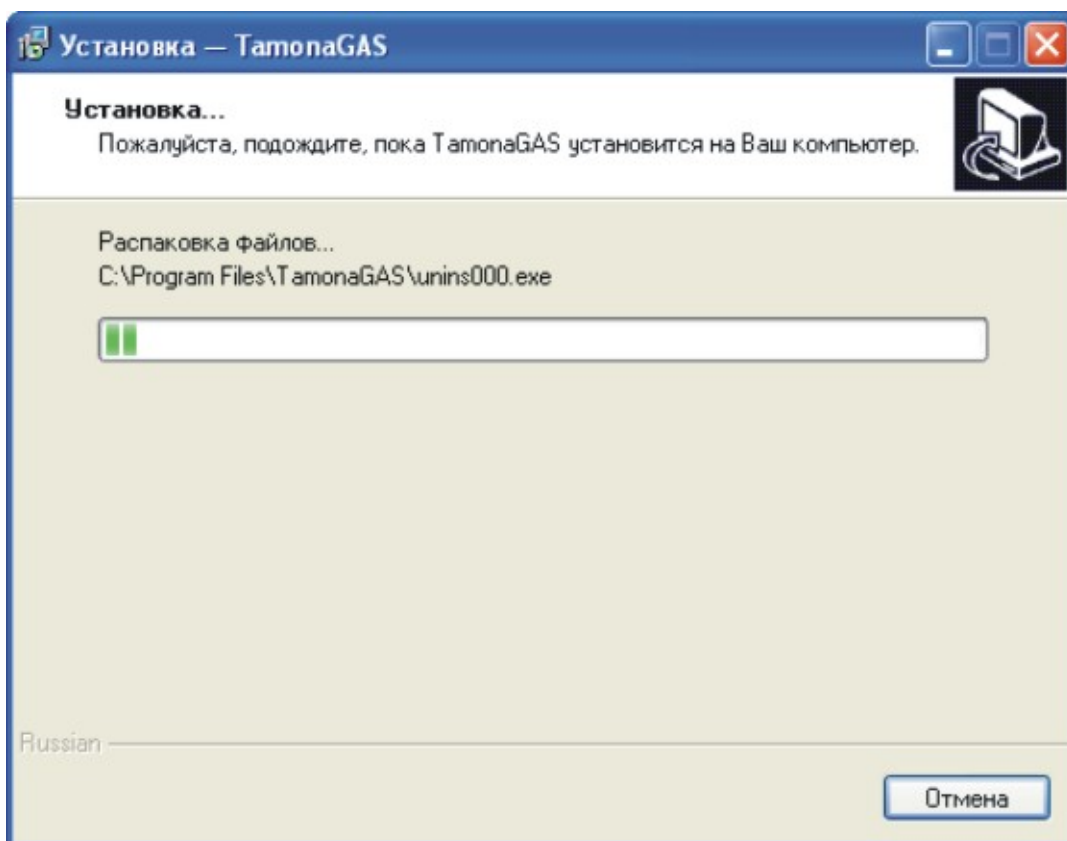 Установка — TamonaGAS
Установка...
Пожалуйста, подождите, пока TamonaGAS установится на Ваш компьютер.
Распаковка файлов...
C:\Program Files\TamonaGAS\unins000.exe
Russian
Отмена